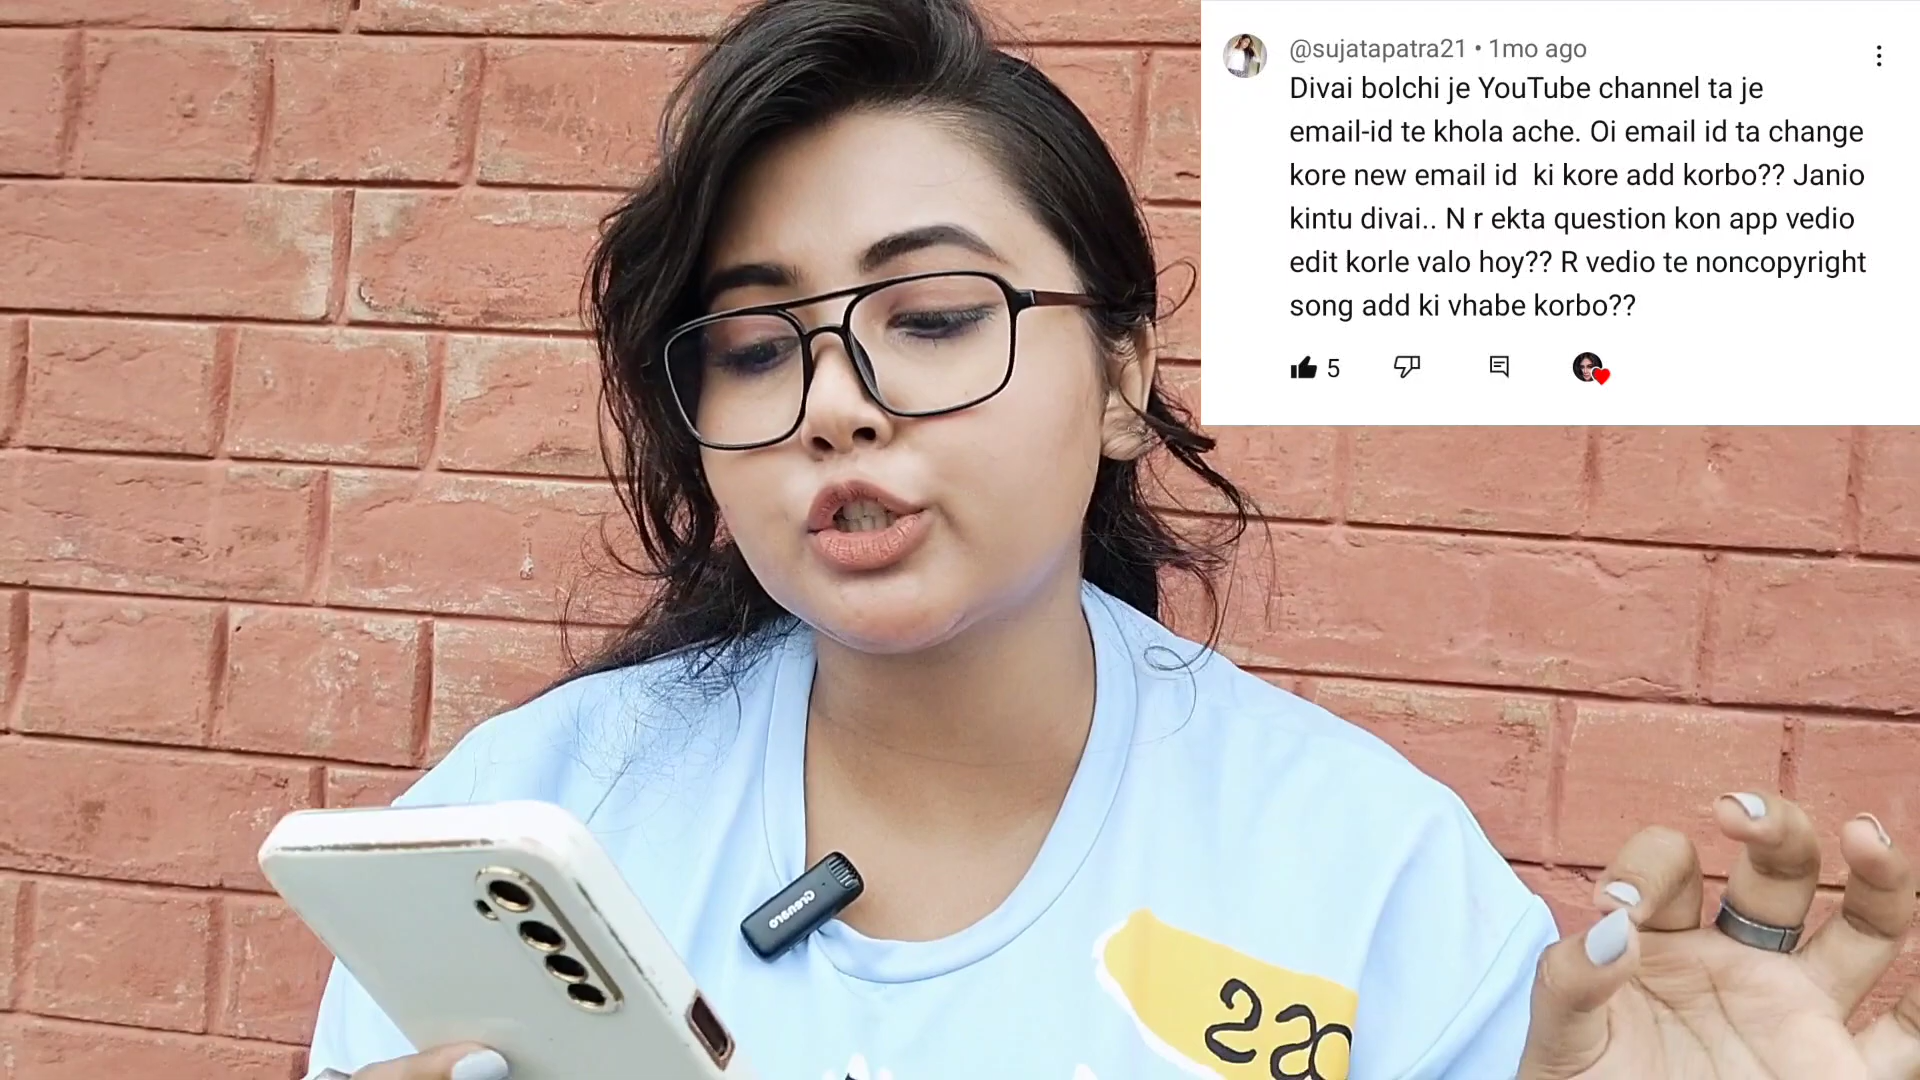 @sujatapatra21 • 1mo ago
Divai bolchi je YouTube channel ta je
email-id te khola ache. Oi email id ta change
kore new email id  ki kore add korbo?? Janio
kintu divai.. N r ekta question kon app vedio
edit korle valo hoy?? R vedio te noncopyright
song add ki vhabe korbo??
5